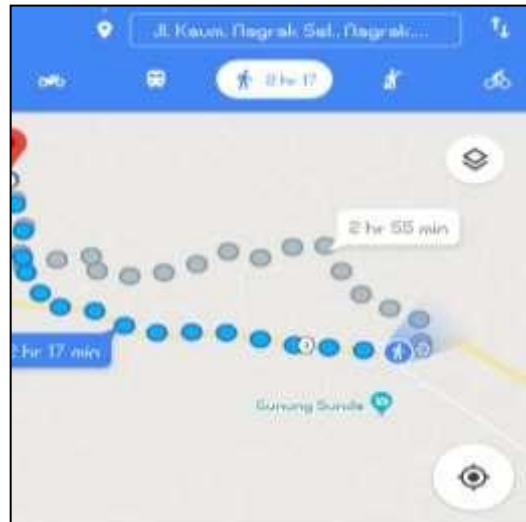 Jl. Kaum, Nagrak Sel., Nagrak....
2 hr 17
2 hr 55 min
2 hr 17 min
Gunung Sunda